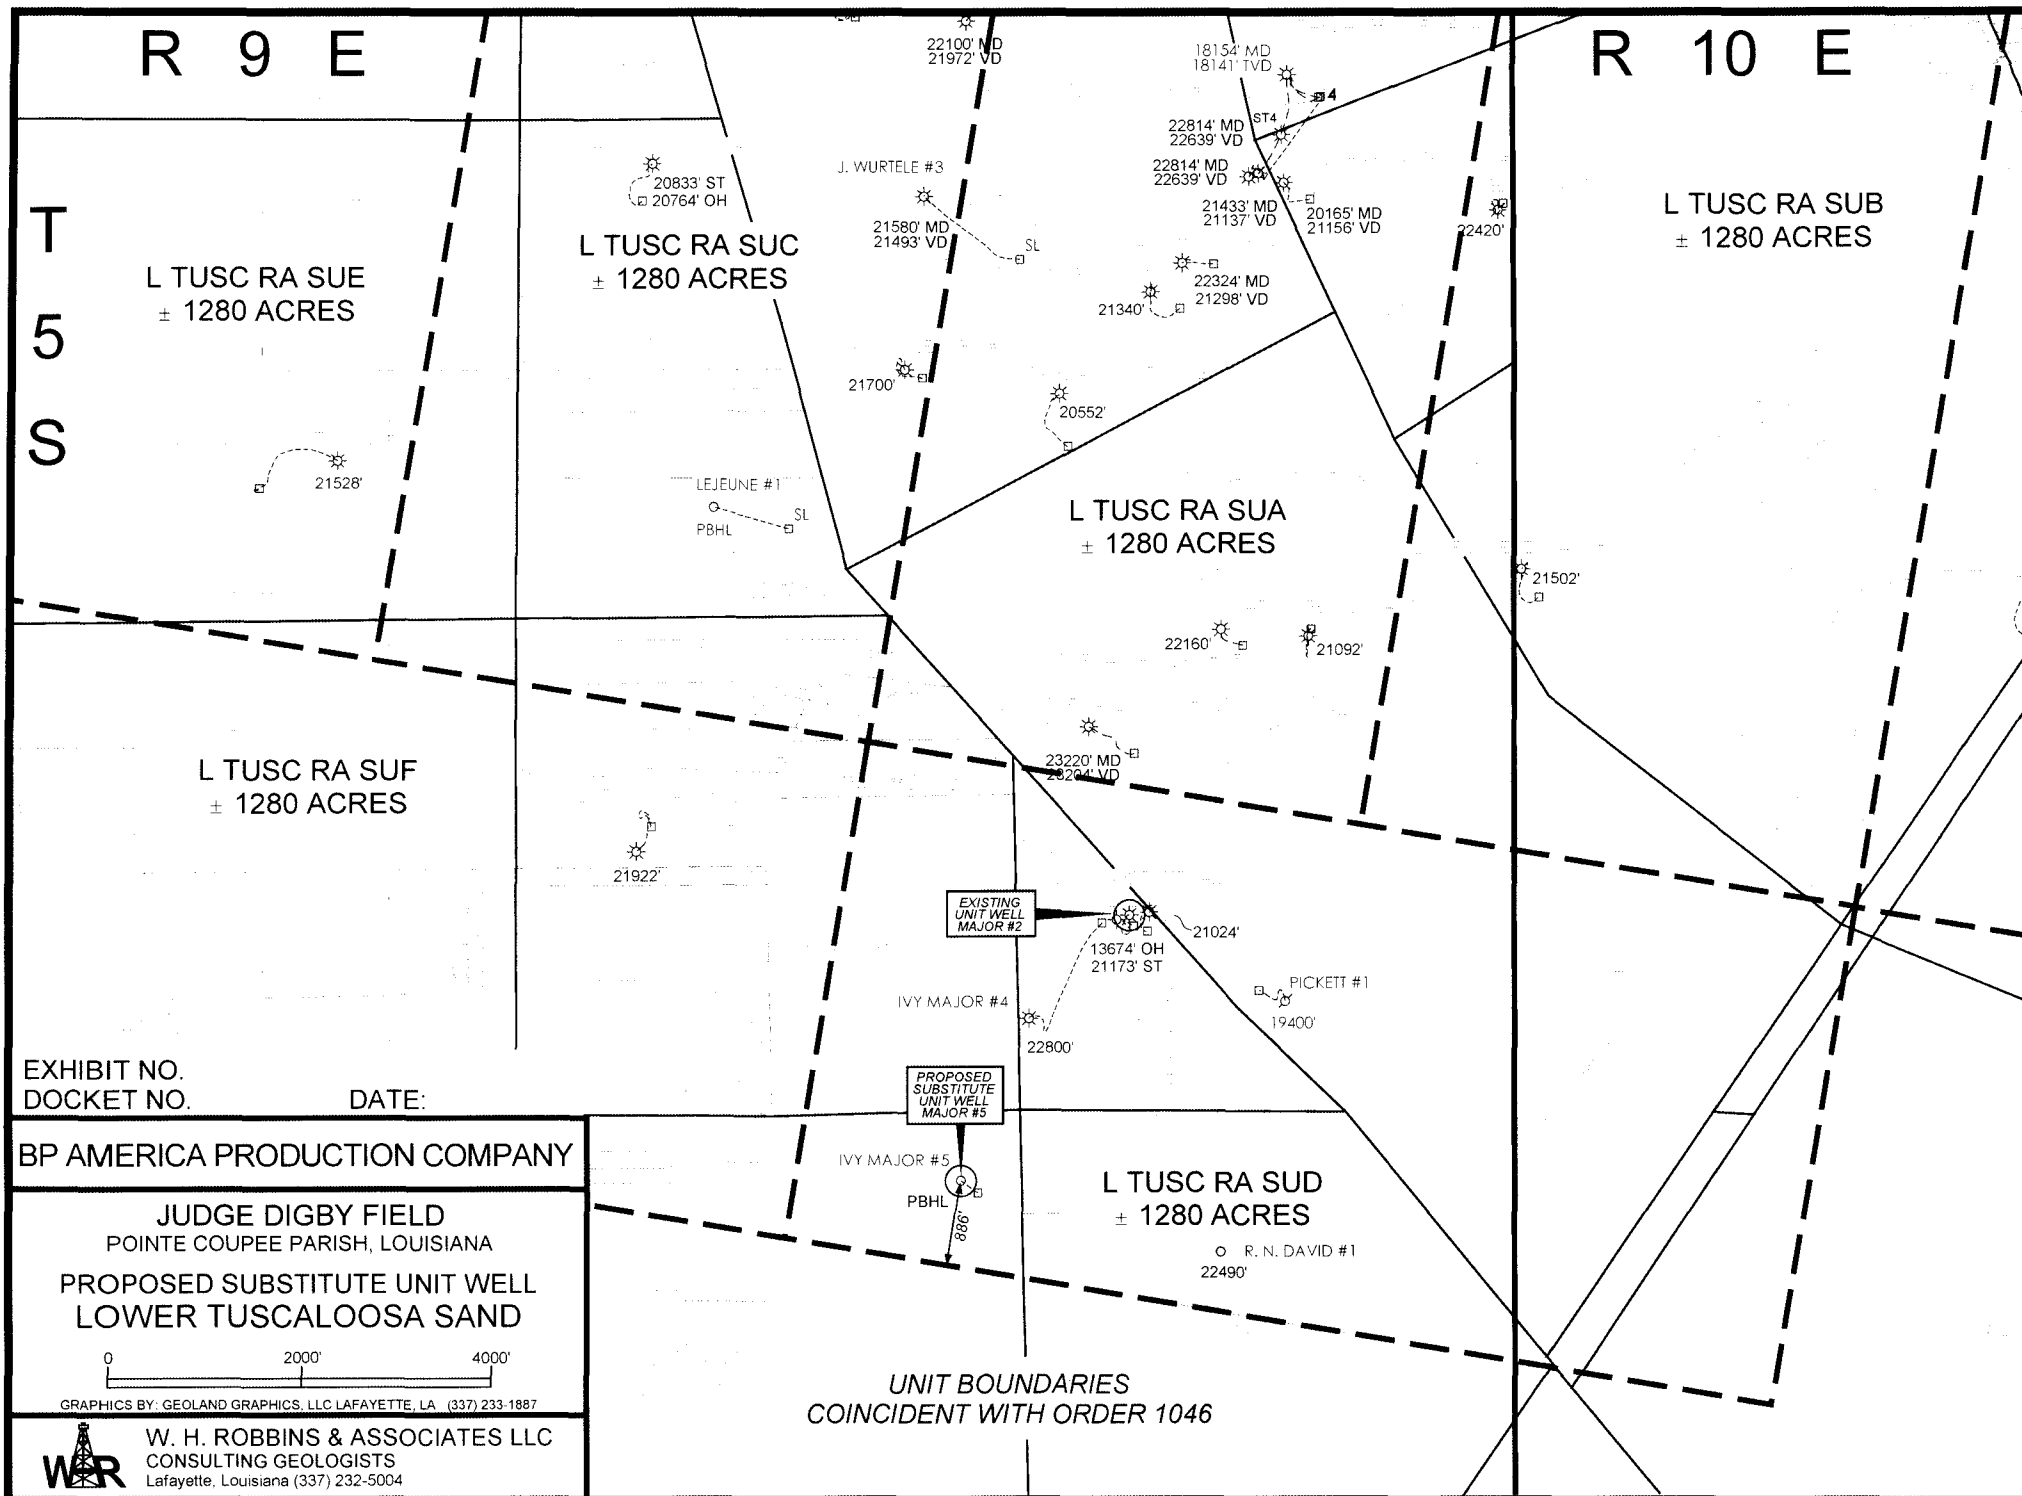 R 9 E
R 10 E
T
5
S
22100' MD
21972' VD
18154' MD
18141' TVD
4
ST4
22814' MD
22639' VD
22814' MD
22639' VD
J. WURTELE #3
20833' ST
20764' OH
21433' MD
21137' VD
20165' MD
21156' VD
22420'
L TUSC RA SUB
± 1280 ACRES
21580' MD
21493' VD
SL
L TUSC RA SUC
± 1280 ACRES
L TUSC RA SUE
± 1280 ACRES
22324' MD
21298' VD
21340'
21700'
20552'
21528'
LEJEUNE #1
SL
PBHL
L TUSC RA SUA
± 1280 ACRES
21502'
22160'
21092'
23220' MD
23204' VD
L TUSC RA SUF
± 1280 ACRES
21922'
EXISTING
UNIT WELL
MAJOR #2
21024'
13674' OH
21173' ST
IVY MAJOR #4
22800'
PICKETT #1
19400'
PROPOSED
SUBSTITUTE
UNIT WELL
MAJOR #5
IVY MAJOR #5
PBHL
886'
L TUSC RA SUD
± 1280 ACRES
R. N. DAVID #1
22490'
UNIT BOUNDARIES
COINCIDENT WITH ORDER 1046
EXHIBIT NO.
DOCKET NO. DATE:
BP AMERICA PRODUCTION COMPANY
JUDGE DIGBY FIELD
POINTE COUPEE PARISH, LOUISIANA
PROPOSED SUBSTITUTE UNIT WELL
LOWER TUSCALOOSA SAND
0 2000' 4000'
GRAPHICS BY: GEOLAND GRAPHICS, LLC LAFAYETTE, LA (337) 233-1887
W R
W. H. ROBBINS & ASSOCIATES LLC
CONSULTING GEOLOGISTS
Lafayette, Louisiana (337) 232-5004